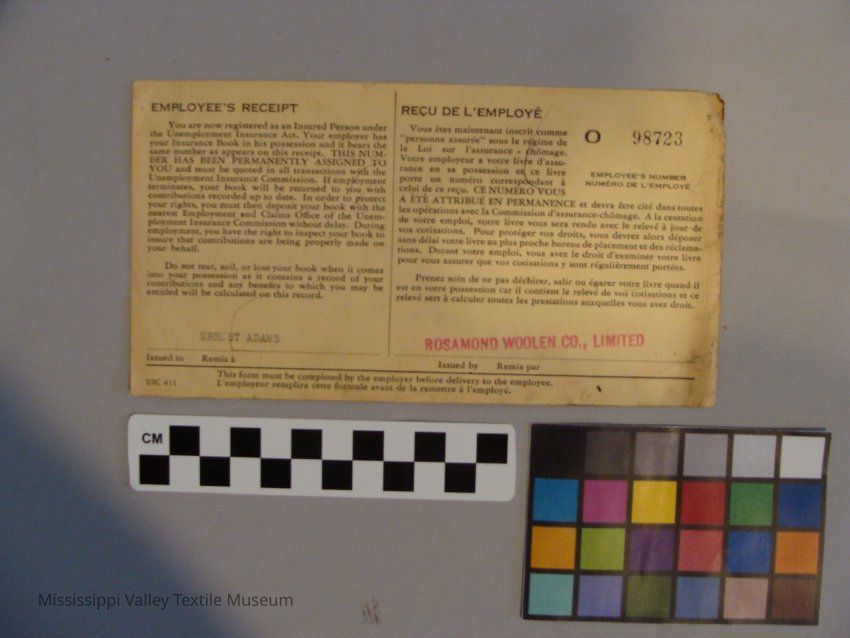 EMPLOYEE'S RECEIPT
You are now registered as an Insured Person under
the Unemployment Insurance Act. Your employer has
your Insurance Book in his possession and it bears the
same number as appears on this receipt. THIS NUM-
BER HAS BEEN PERMANENTLY ASSIGNED TO
YOU and must be quoted in all transactions with the
Unemployment Insurance Commission. If employment
terminates, your book will be returned to you with
contributions recorded up to date. In order to protect
your rights, you must then deposit your book with the
nearest Employment and Claims Office of the Unem-
ployment Insurance Commission without delay. During
employment, you have the right to inspect your book to
insure that contributions are being properly made on
your behalf.
Do not tear, soil, or lose your book when it comes
into your possession as it contains a record of your
contributions and any benefits to which you may be
entitled will be calculated on this record.
ERNEST ADAMS
Issued to Remis à
REÇU DE L'EMPLOYÉ
Vous êtes maintenant inscrit comme
"personne assurée" sous le régime de
la Loi sur l'assurance - chômage.
Votre employeur a votre livre d'assu-
rance en sa possession et ce livre
porte un numéro correspondant à
celui de ce reçu. CE NUMÉRO VOUS
A ÉTÉ ATTRIBUÉ EN PERMANENCE et devra être cité dans toutes
les opérations avec la Commission d'assurance-chômage. A la cessation
de votre emploi, votre livre vous sera rendu avec le relevé à jour de
vos cotisations. Pour protéger vos droits, vous devrez alors déposer
sans délai votre livre au plus proche bureau de placement et des réclama-
tions. Durant votre emploi, vous avez le droit d'examiner votre livre
pour vous assurer que vos cotisations y sont régulièrement portées.
Prenez soin de ne pas déchirer, salir ou égarer votre livre quand il
est en votre possession car il contient le relevé de vos cotisations et ce
relevé sert à calculer toutes les prestations auxquelles vous avez droit.
O 98723
EMPLOYEE'S NUMBER
NUMÉRO DE L'EMPLOYÉ
ROSAMOND WOOLEN CO., LIMITED
Issued by Remis par
This form must be completed by the employer before delivery to the employee.
UIC 411 L'employeur remplira cette formule avant de la remettre à l'employé.
CM
Mississippi Valley Textile Museum